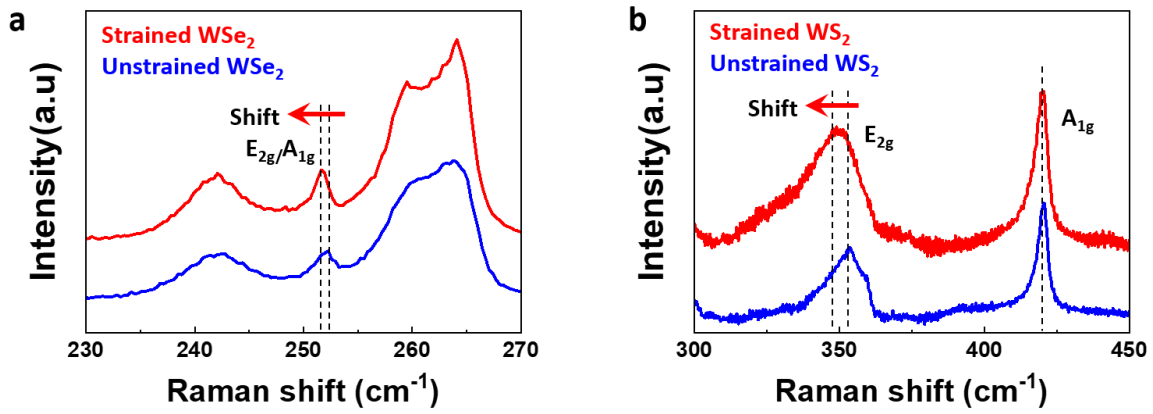 a
Strained WSe₂
Unstrained WSe₂
Shift
E₂g/A₁g
Intensity(a.u)
230 240 250 260 270
Raman shift (cm⁻¹)
b
Strained WS₂
Unstrained WS₂
Shift
E₂g
A₁g
Intensity(a.u)
300 350 400 450
Raman shift (cm⁻¹)